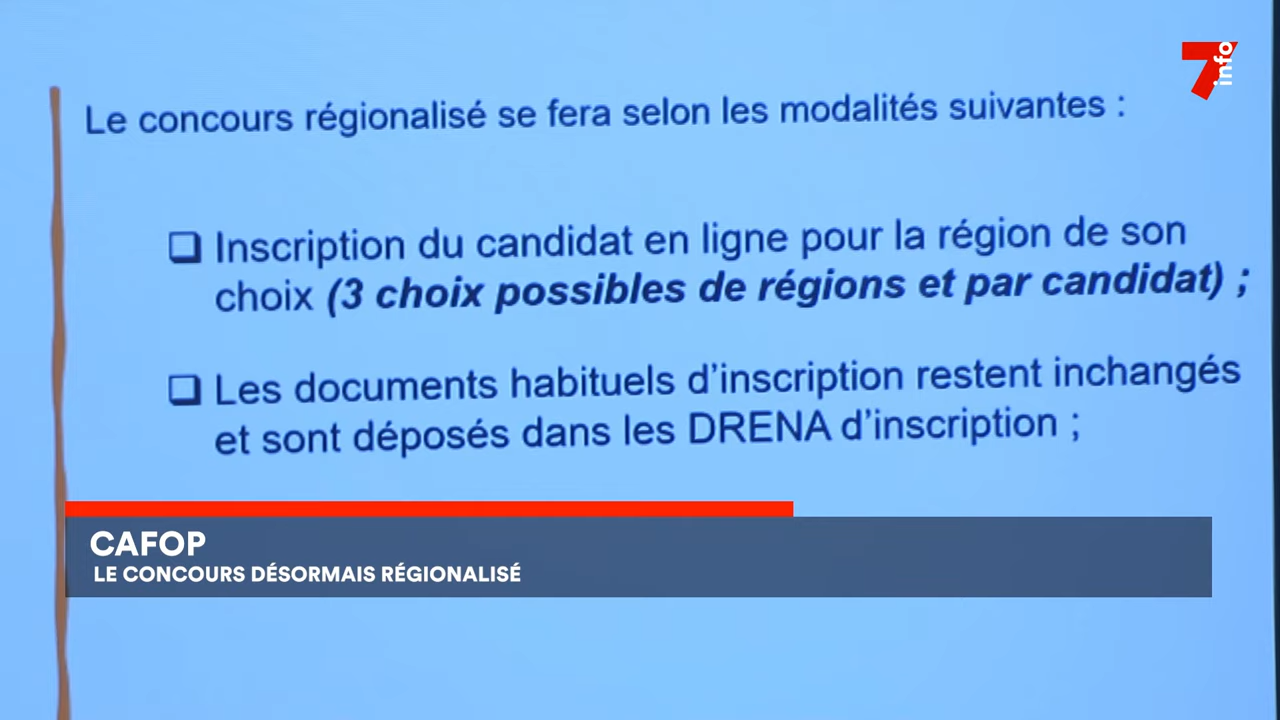 7info
Le concours régionalisé se fera selon les modalités suivantes :
❑ Inscription du candidat en ligne pour la région de son
choix (3 choix possibles de régions et par candidat) ;
❑ Les documents habituels d'inscription restent inchangés
et sont déposés dans les DRENA d'inscription ;
CAFOP
LE CONCOURS DÉSORMAIS RÉGIONALISÉ